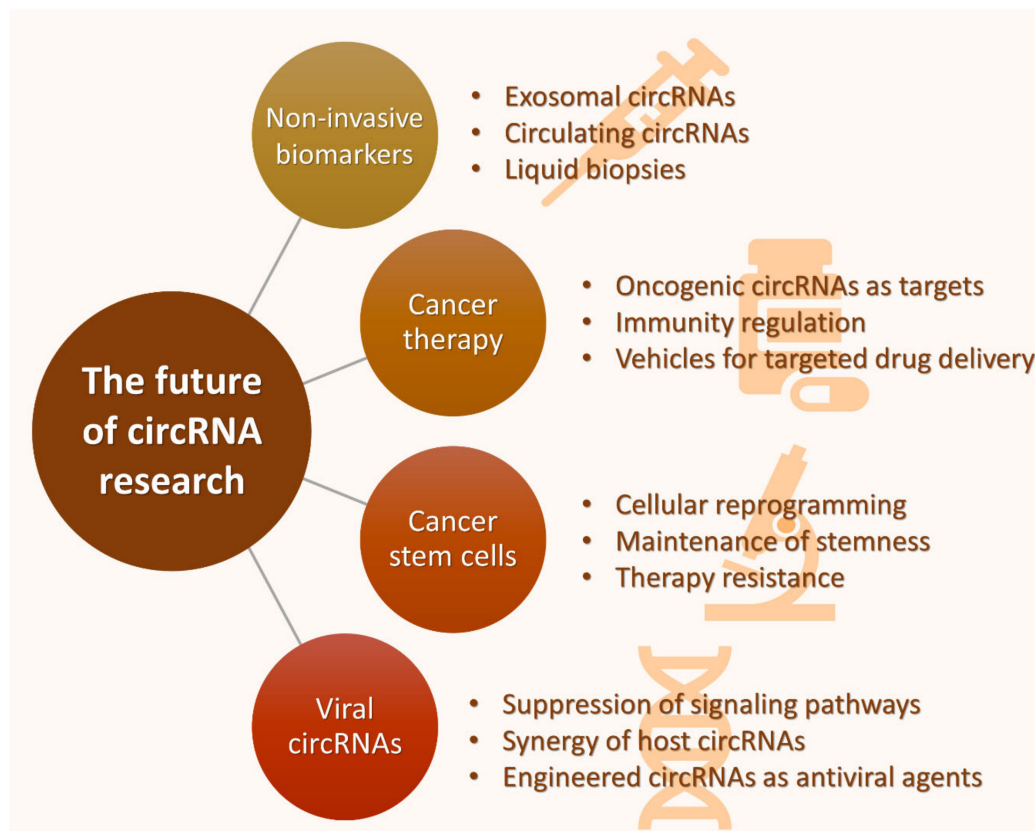 Non-invasive
biomarkers
• Exosomal circRNAs
• Circulating circRNAs
• Liquid biopsies
Cancer
therapy
• Oncogenic circRNAs as targets
• Immunity regulation
• Vehicles for targeted drug delivery
The future
of circRNA
research
Cancer
stem cells
• Cellular reprogramming
• Maintenance of stemness
• Therapy resistance
Viral
circRNAs
• Suppression of signaling pathways
• Synergy of host circRNAs
• Engineered circRNAs as antiviral agents